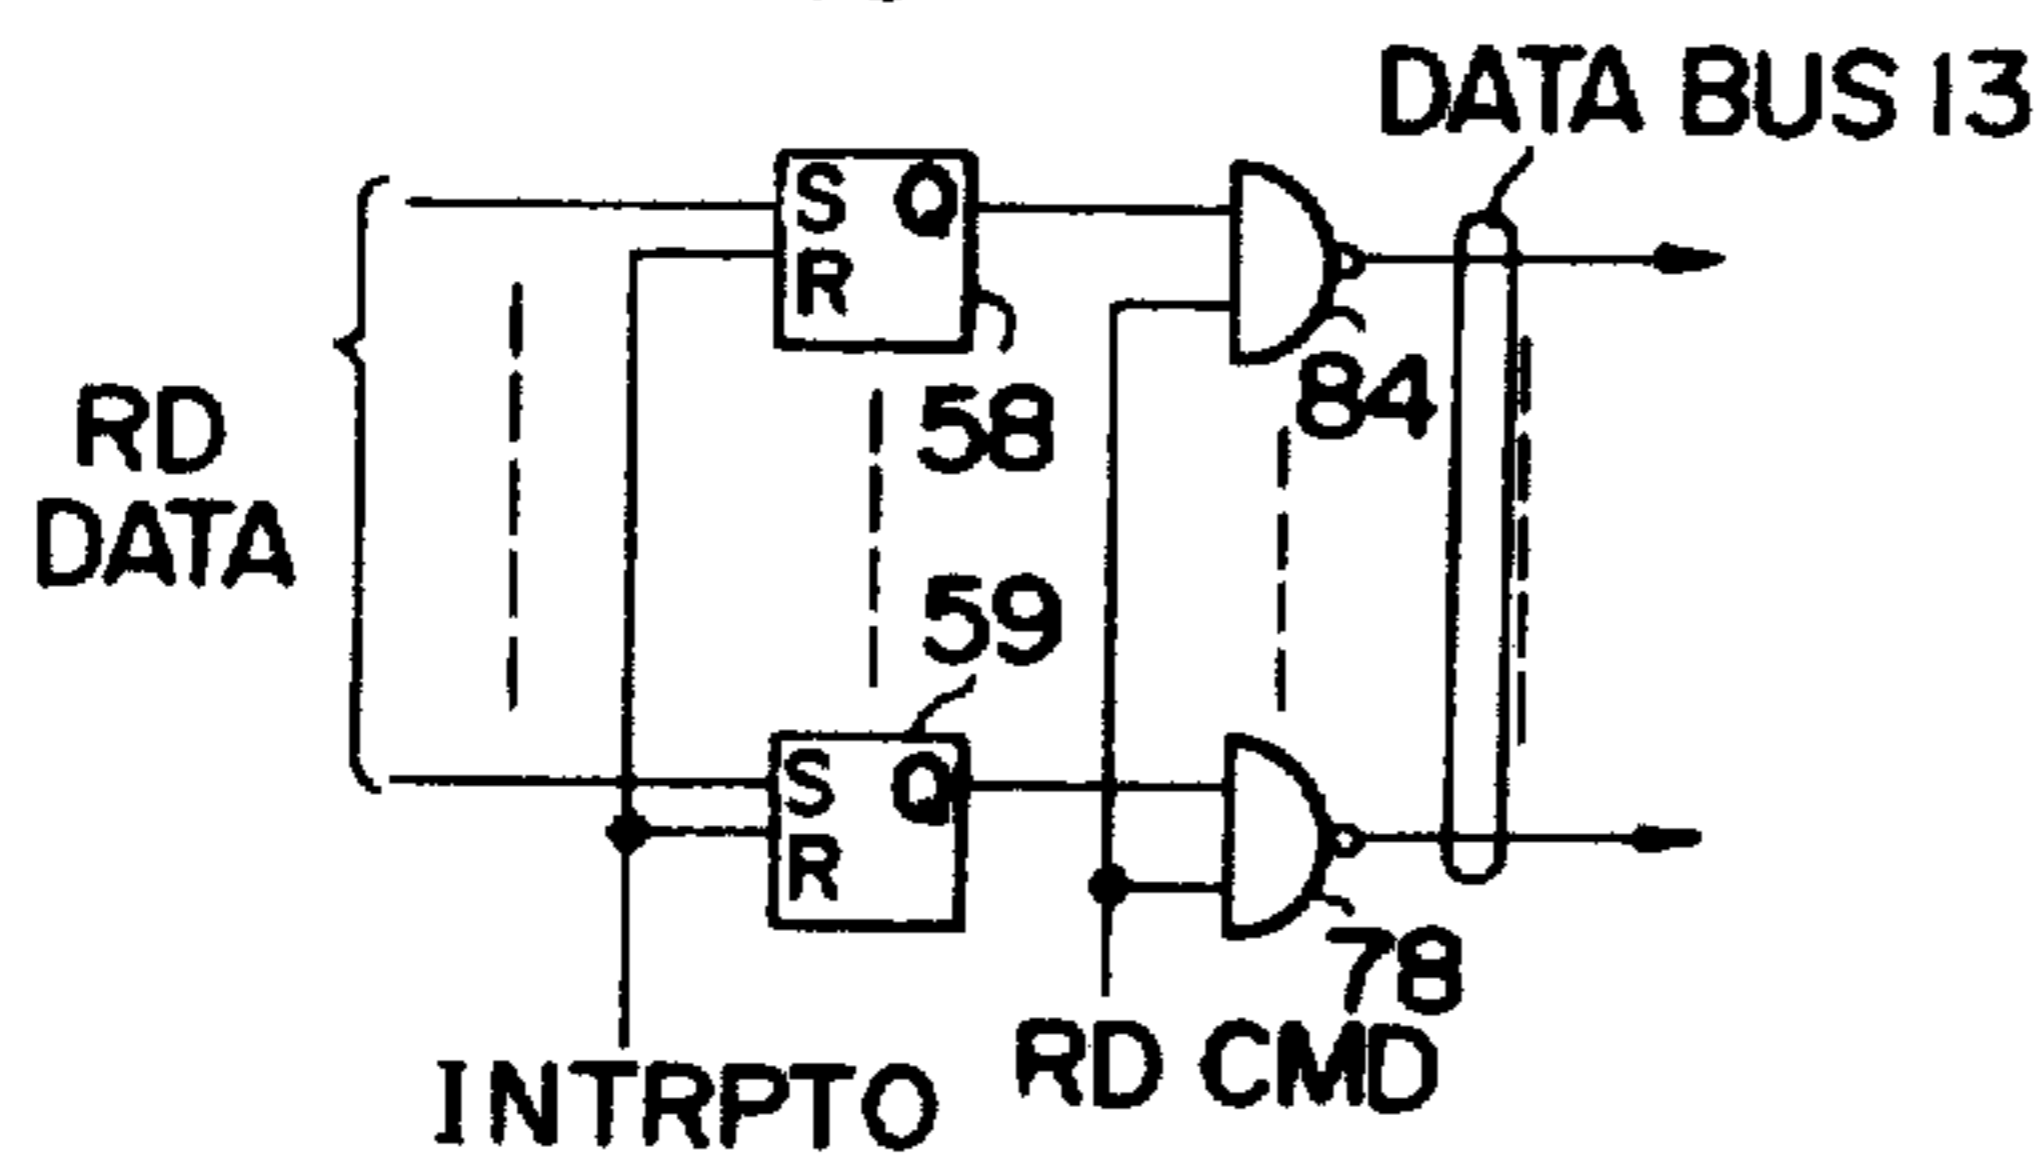 DATA BUS 13
S Q
R
58
84
RD
DATA
59
S Q
R
78
RD CMD
INTRPTO